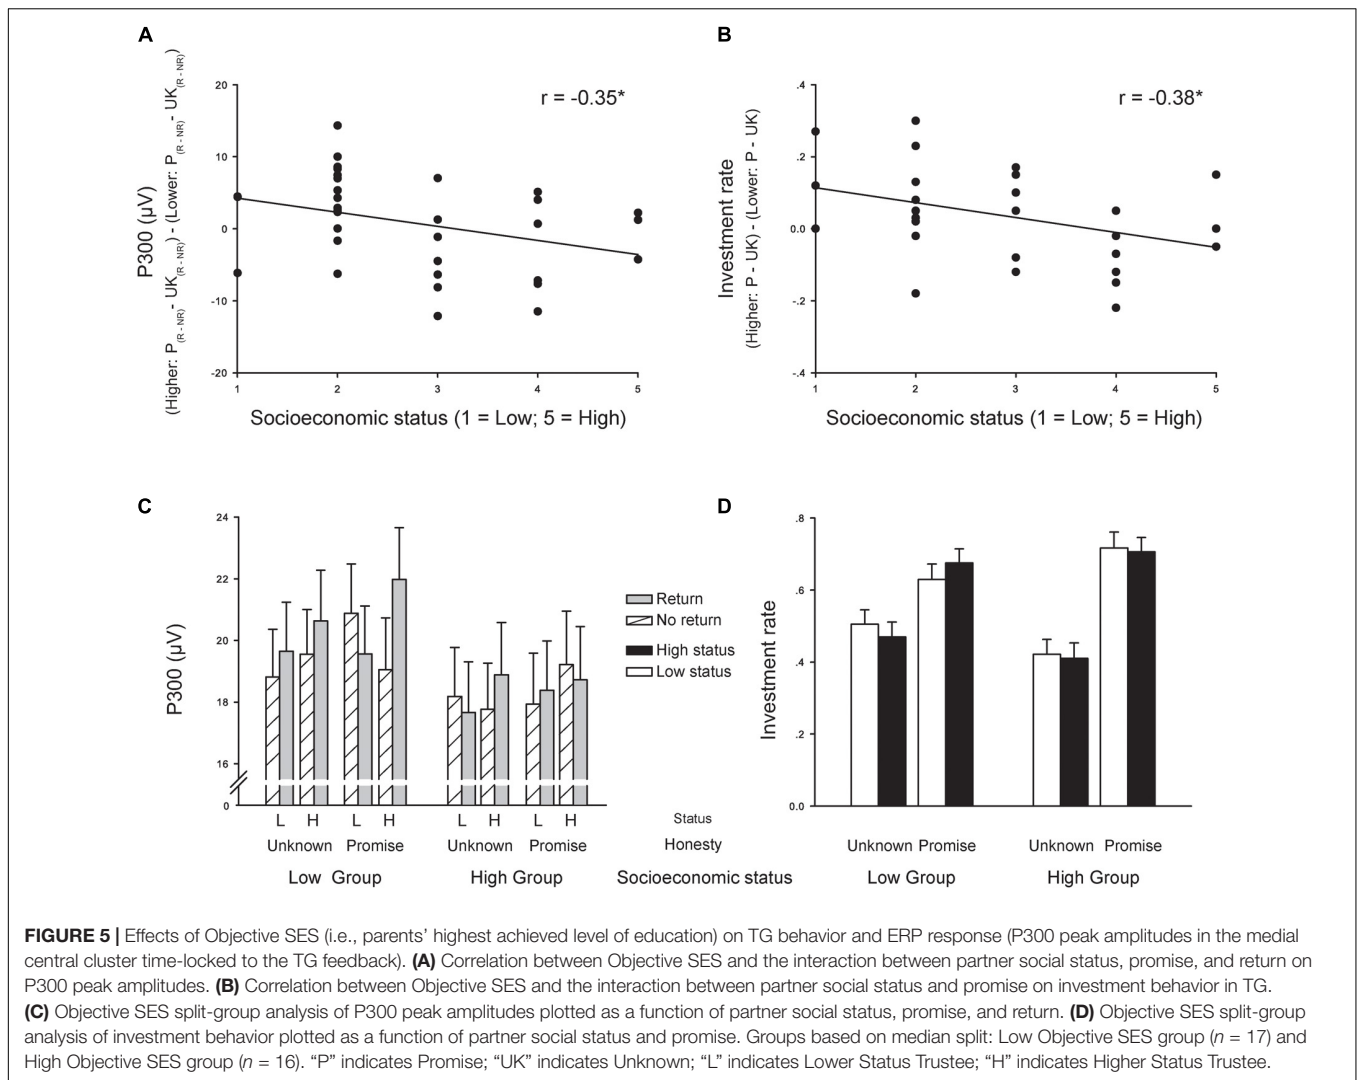 A
P300 (µV)
(Higher: P(R - NR)- UK(R - NR)) - (Lower: P(R - NR)- UK(R - NR))
20
10
0
-10
-20
r = -0.35*
1 2 3 4 5
Socioeconomic status (1 = Low; 5 = High)
B
Investment rate
(Higher: P - UK) - (Lower: P - UK)
.4
.2
0.0
-.2
-.4
r = -0.38*
1 2 3 4 5
Socioeconomic status (1 = Low; 5 = High)
C
P300 (µV)
24
22
20
18
16
0
L H L H L H L H Status
Unknown Promise Unknown Promise Honesty
Low Group High Group Socioeconomic status
Return
No return
High status
Low status
D
Investment rate
.8
.6
.4
.2
0.0
Unknown Promise Unknown Promise
Low Group High Group
FIGURE 5 | Effects of Objective SES (i.e., parents’ highest achieved level of education) on TG behavior and ERP response (P300 peak amplitudes in the medial
central cluster time-locked to the TG feedback). (A) Correlation between Objective SES and the interaction between partner social status, promise, and return on
P300 peak amplitudes. (B) Correlation between Objective SES and the interaction between partner social status and promise on investment behavior in TG.
(C) Objective SES split-group analysis of P300 peak amplitudes plotted as a function of partner social status, promise, and return. (D) Objective SES split-group
analysis of investment behavior plotted as a function of partner social status and promise. Groups based on median split: Low Objective SES group (n = 17) and
High Objective SES group (n = 16). “P” indicates Promise; “UK” indicates Unknown; “L” indicates Lower Status Trustee; “H” indicates Higher Status Trustee.